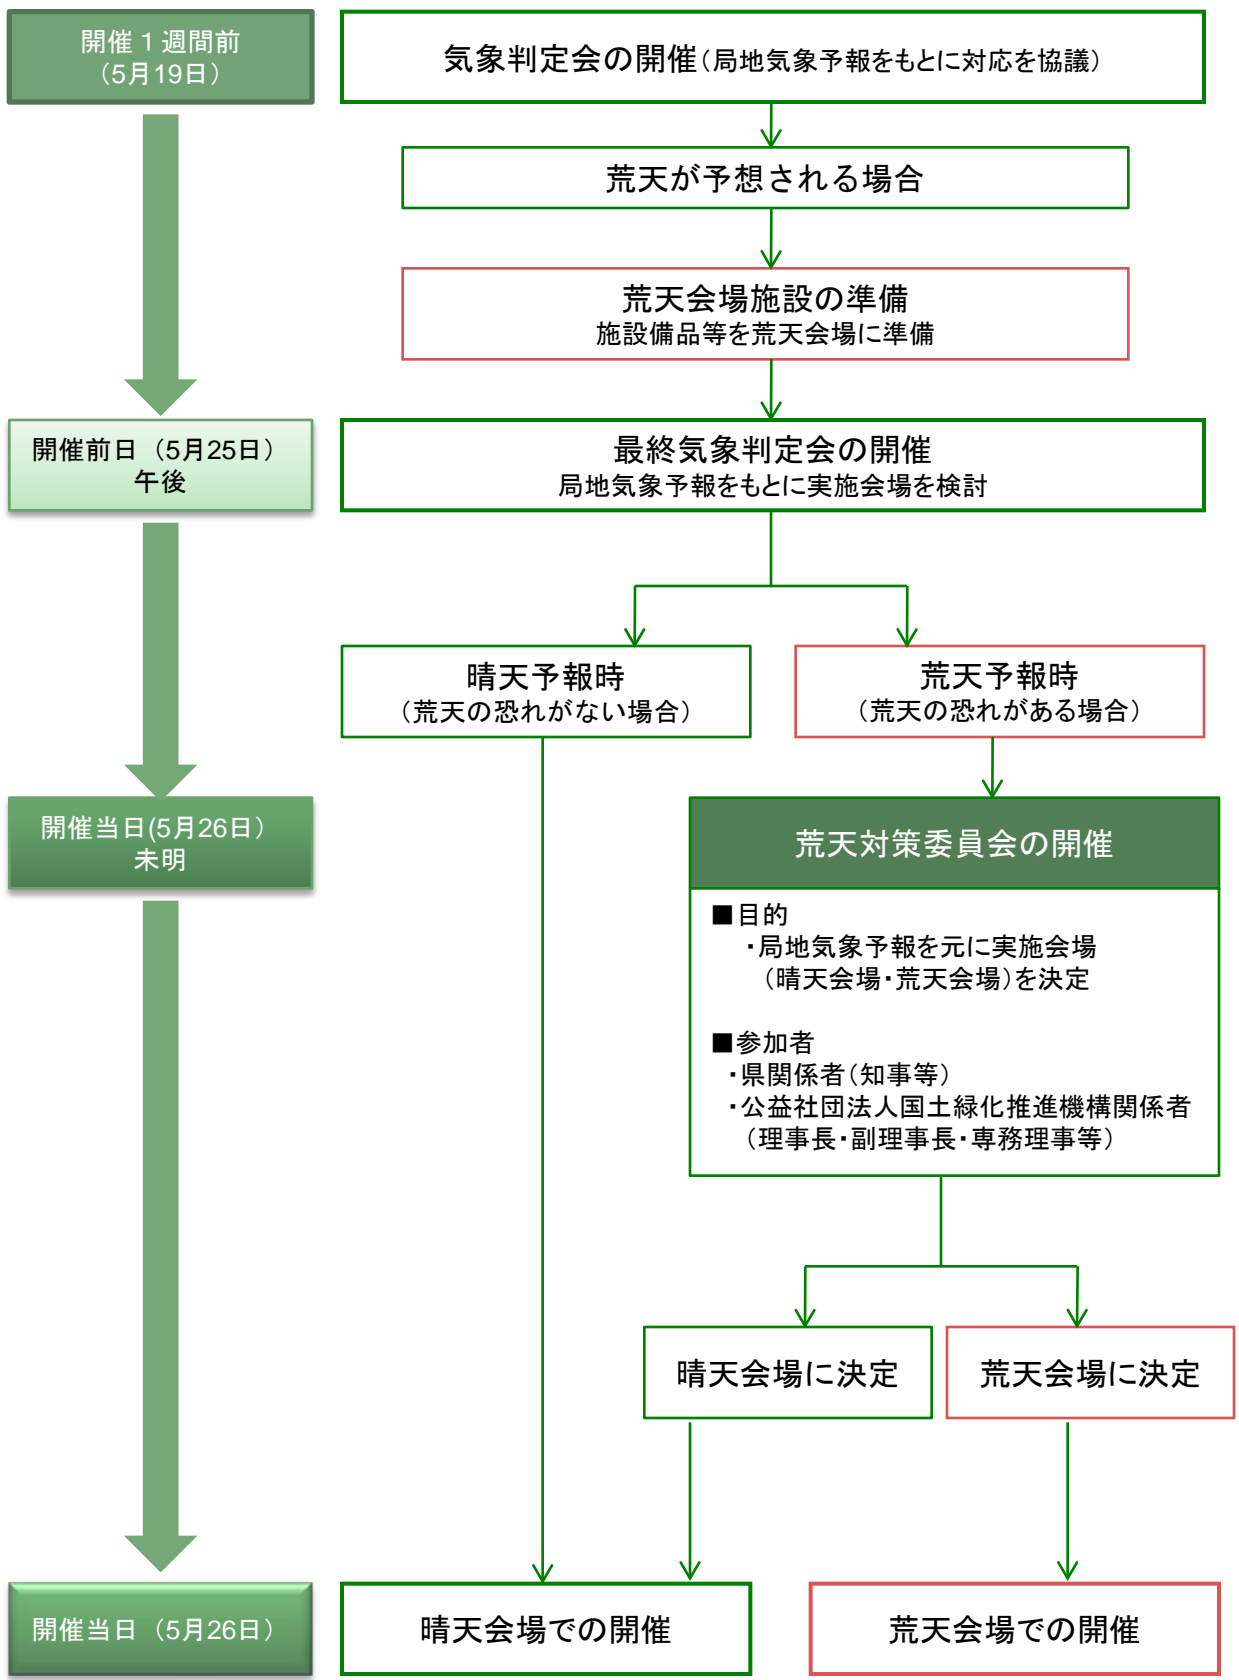 開催１週間前
（5月19日）
気象判定会の開催（局地気象予報をもとに対応を協議）
荒天が予想される場合
荒天会場施設の準備
施設備品等を荒天会場に準備
開催前日（5月25日）
午後
最終気象判定会の開催
局地気象予報をもとに実施会場を検討
晴天予報時
（荒天の恐れがない場合）
荒天予報時
（荒天の恐れがある場合）
開催当日(5月26日）
未明
荒天対策委員会の開催
■目的
・局地気象予報を元に実施会場
（晴天会場・荒天会場）を決定
■参加者
・県関係者（知事等）
・公益社団法人国土緑化推進機構関係者
（理事長・副理事長・専務理事等）
晴天会場に決定
荒天会場に決定
開催当日（5月26日）
晴天会場での開催
荒天会場での開催